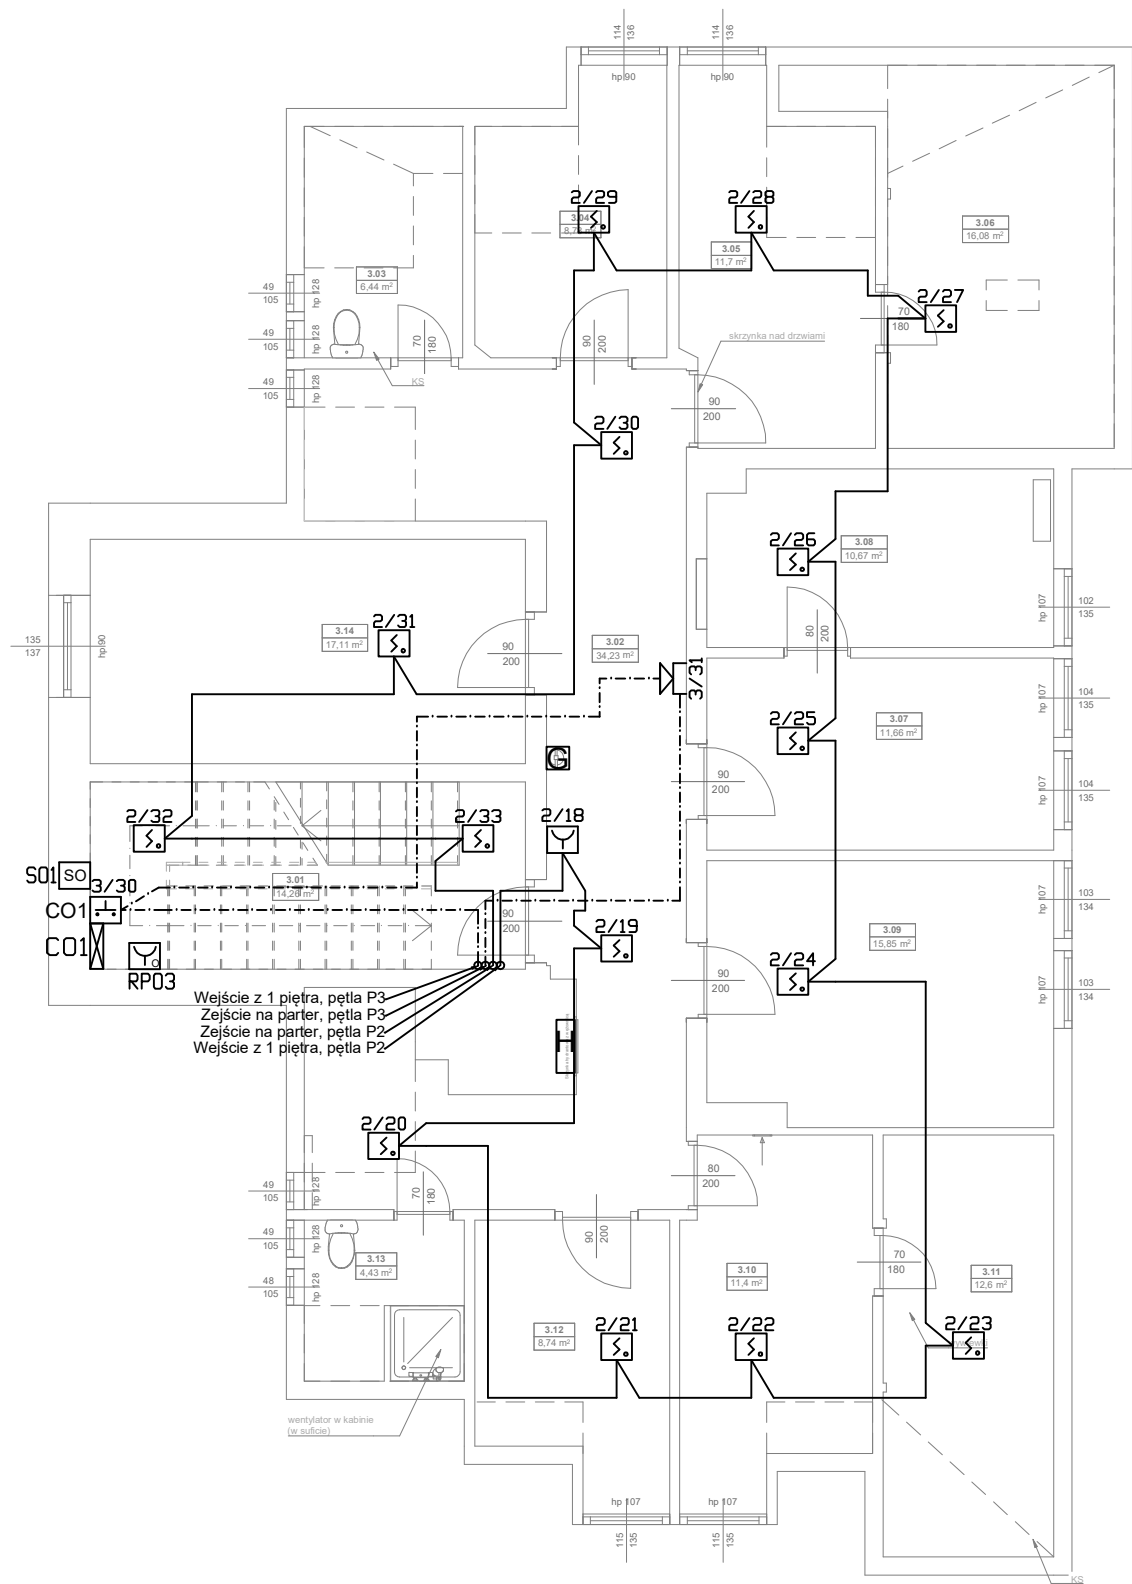 114
136
114
136
hp 90
hp 90
2/29
2/28
3.04
3.06
16,08 m²
3.05
11,7 m²
3.03
6,44 m²
49
105
hp 128
2/27
70
180
49
105
hp 128
70
180
90
200
skrzynka nad drzwiami
KS
49
105
hp 128
90
200
2/30
2/26
3.08
10,67 m²
102
135
hp 107
80
200
2/31
3.14
17,11 m²
3.02
34,23 m²
135
137
hp 90
90
200
3/31
104
135
hp 107
2/25
3.07
11,66 m²
G
90
200
104
135
hp 107
2/32
2/33
2/18
SO1
SO
3/30
3.01
14,26 m²
CO1
90
200
103
134
hp 107
3.09
15,85 m²
2/19
CO1
RPO3
2/24
90
200
103
134
hp 107
Wejście z 1 piętra, pętla P3
Zejście na parter, pętla P3
Zejście na parter, pętla P2
Wejście z 1 piętra, pętla P2
H
2/20
80
200
49
105
hp 128
70
180
90
200
49
105
hp 128
3.13
4,43 m²
70
180
3.10
11,4 m²
3.11
12,6 m²
48
105
hp 128
2/21
2/22
2/23
3.12
8,74 m²
wentylator w kabinie
(w suficie)
hp 107
hp 107
115
135
115
135
KS